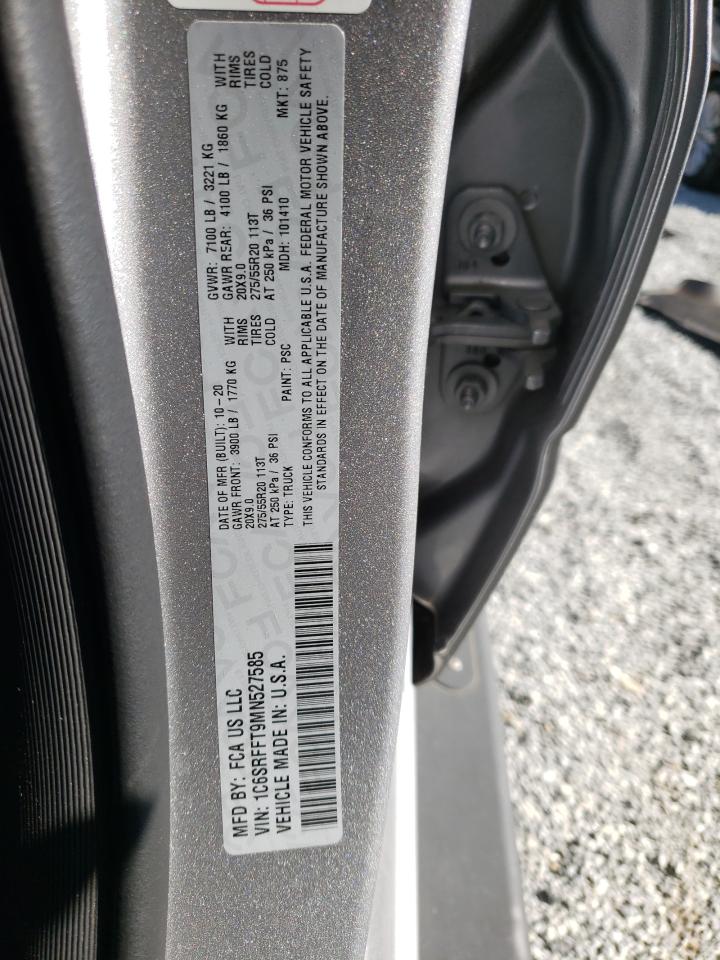 MFD BY: FCA US LLC
VIN: 1C6SRFFT9MN527585
VEHICLE MADE IN: U.S.A.
DATE OF MFR (BUILT): 10-20 GVWR: 7100 LB / 3221 KG
GAWR FRONT: 3900 LB / 1770 KG WITH GAWR REAR: 4100 LB / 1860 KG WITH
20X9.0 RIMS 20X9.0 RIMS
275/55R20 113T TIRES 275/55R20 113T TIRES
AT 250 kPa / 36 PSI COLD AT 250 kPa / 36 PSI COLD
TYPE: TRUCK PAINT: PSC MDH: 101410 MKT: 875
THIS VEHICLE CONFORMS TO ALL APPLICABLE U.S.A. FEDERAL MOTOR VEHICLE SAFETY
STANDARDS IN EFFECT ON THE DATE OF MANUFACTURE SHOWN ABOVE.